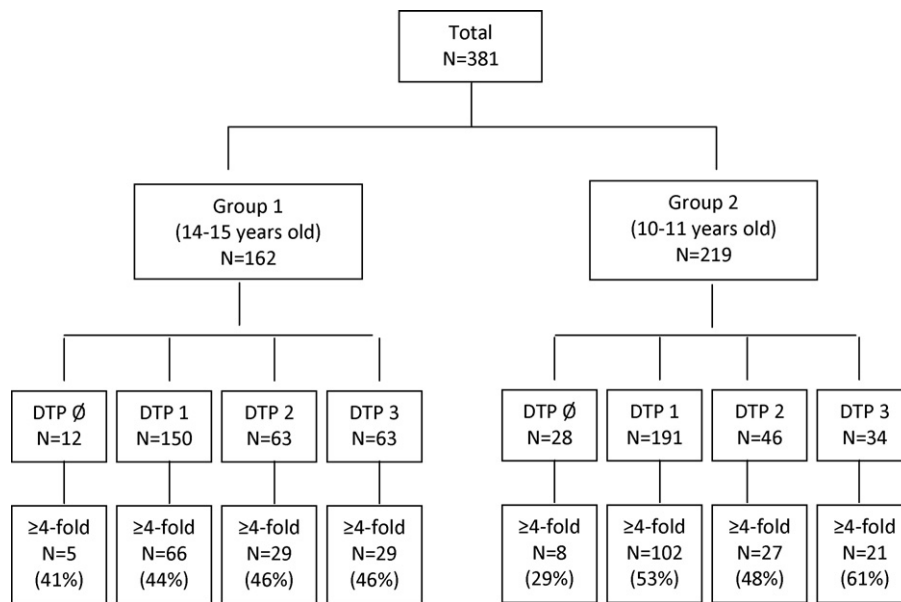 Total
N=381
Group 1
(14-15 years old)
N=162
Group 2
(10-11 years old)
N=219
DTP Ø
N=12
DTP 1
N=150
DTP 2
N=63
DTP 3
N=63
DTP Ø
N=28
DTP 1
N=191
DTP 2
N=46
DTP 3
N=34
≥4-fold
N=5
(41%)
≥4-fold
N=66
(44%)
≥4-fold
N=29
(46%)
≥4-fold
N=29
(46%)
≥4-fold
N=8
(29%)
≥4-fold
N=102
(53%)
≥4-fold
N=27
(48%)
≥4-fold
N=21
(61%)